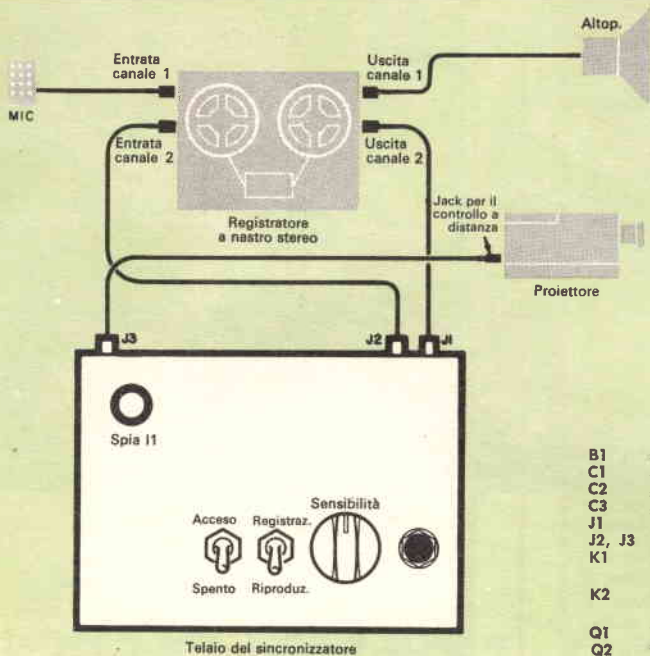 Altop.
Entrata
canale 1
Uscita
canale 1
MIC
Entrata
canale 2
Uscita
canale 2
Registratore
a nastro stereo
Jack per il
controllo a
distanza
Proiettore
J3
J2
J1
Spia I1
Acceso
Registraz.
Sensibilità
Spento
Riproduz.
Telaio del sincronizzatore
B1
C1
C2
C3
J1
J2, J3
K1
K2
Q1
Q2